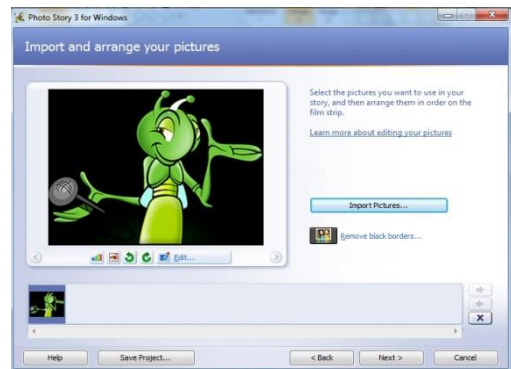 Photo Story 3 for Windows
Import and arrange your pictures
Select the pictures you want to use in your
story, and then arrange them in order on the
film strip.
Learn more about editing your pictures
Import Pictures...
Remove black borders...
Edit...
Help
Save Project...
< Back
Next >
Cancel